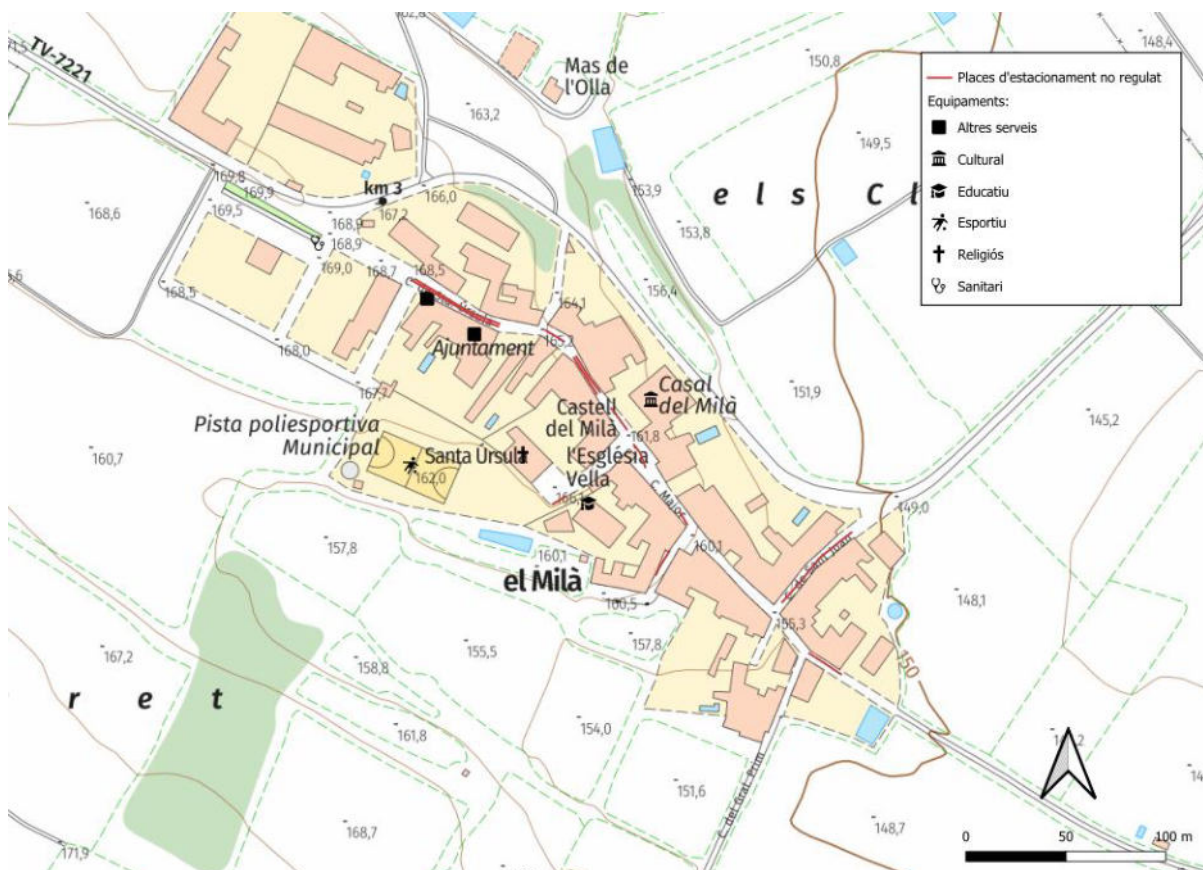 TV-7221
Mas de
l'Olla
163,2
150,8
148,4
149,5
Places d'estacionament no regulat
Equipaments:
Altres serveis
Cultural
Educatiu
Esportiu
Religiós
Sanitari
169,8
169,9
km 3
166,0
167,2
153,9
els Cl
168,6
169,5
168,9
168,9
153,8
169,0
168,7
168,5
156,4
168,5
164,1
165,2
168,0
Ajuntament
167,7
151,9
Casal
del Milà
Castell
del Milà
145,2
Pista poliesportiva
Municipal
161,8
160,7
Santa Úrsula
l'Església
Vella
162,0
C. Major
149,0
157,8
160,1
160,1
C. de Sant Joan
el Milà
160,5
148,1
155,3
157,8
167,2
155,5
158,8
150
ret
154,0
161,8
C. del Gral. Prim
151,6
168,7
148,7
171,9
0 50 100 m